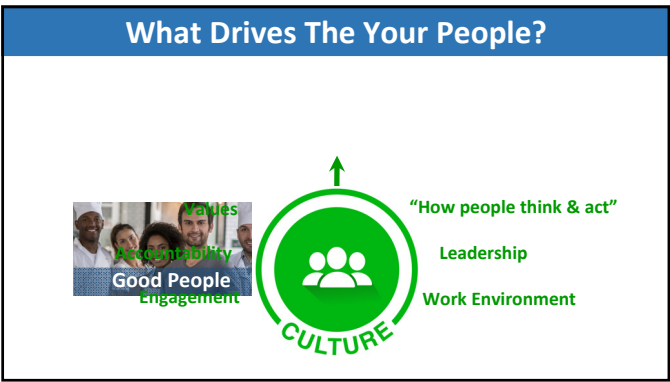 What Drives The Your People?
Values
Accountability
Good People
Engagement
“How people think & act”
Leadership
Work Environment
CULTURE